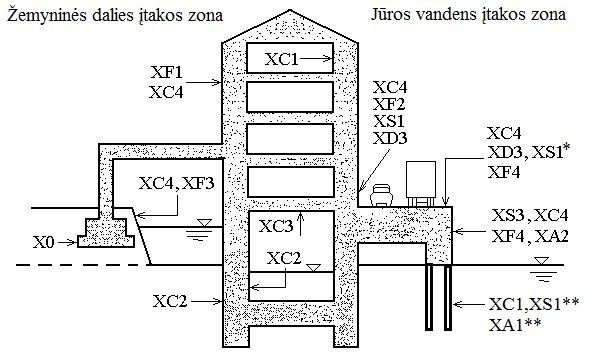 Žemyninės dalies įtakos zona
Jūros vandens įtakos zona
XC1
XF1
XC4
XC4
XF2
XS1
XD3
XC4
XD3, XS1*
XF4
XC4, XF3
XC3
XS3, XC4
XF4, XA2
X0
XC2
XC2
XC1,XS1**
XA1**